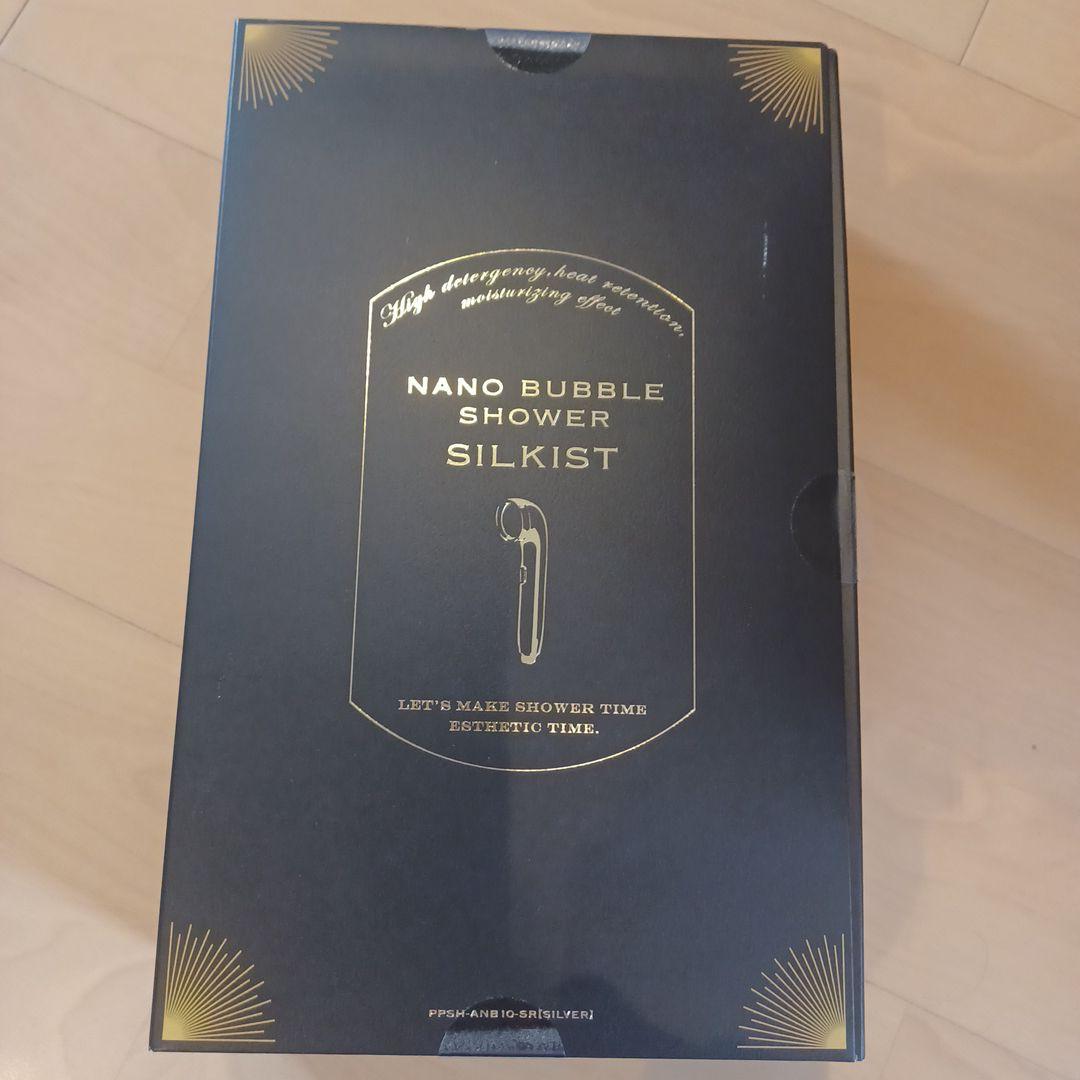 High detergency, heat retention,
moisturizing effect
NANO BUBBLE
SHOWER
SILKIST
LET'S MAKE SHOWER TIME
ESTHETIC TIME.
PPSH-ANB1Q-SR[SILVER]